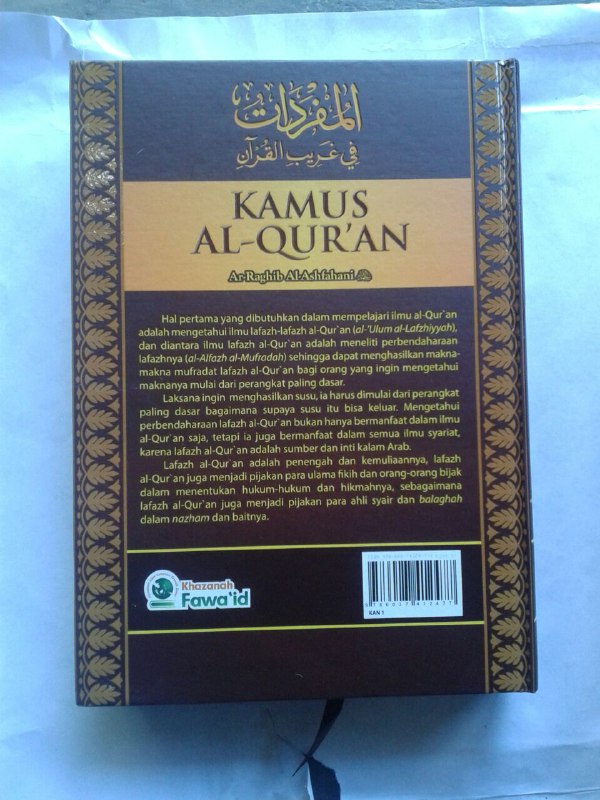 المفردات
في غريب القرآن
KAMUS
AL-QUR'AN
Ar-Raghib Al-Ashfahani
Hal pertama yang dibutuhkan dalam mempelajari ilmu al-Qur`an
adalah mengetahui ilmu lafazh-lafazh al-Qur`an (al-'Ulum al-Lafzhiyyah),
dan diantara ilmu lafazh al-Qur`an adalah meneliti perbendaharaan
lafazhnya (al-Alfazh al-Mufradah) sehingga dapat menghasilkan makna-
makna mufradat lafazh al-Qur`an bagi orang yang ingin mengetahui
maknanya mulai dari perangkat paling dasar.
Laksana ingin menghasilkan susu, ia harus dimulai dari perangkat
paling dasar bagaimana supaya susu itu bisa keluar. Mengetahui
perbendaharaan lafazh al-Qur`an bukan hanya bermanfaat dalam ilmu
al-Qur`an saja, tetapi ia juga bermanfaat dalam semua ilmu syariat,
karena lafazh al-Qur`an adalah sumber dan inti kalam Arab.
Lafazh al-Qur`an adalah penengah dan kemuliaannya, lafazh
al-Qur`an juga menjadi pijakan para ulama fikih dan orang-orang bijak
dalam menentukan hukum-hukum dan hikmahnya, sebagaimana
lafazh al-Qur`an juga menjadi pijakan para ahli syair dan balaghah
dalam nazham dan baitnya.
Khazanah
Fawa'id
9 786027 412477
KAN 1